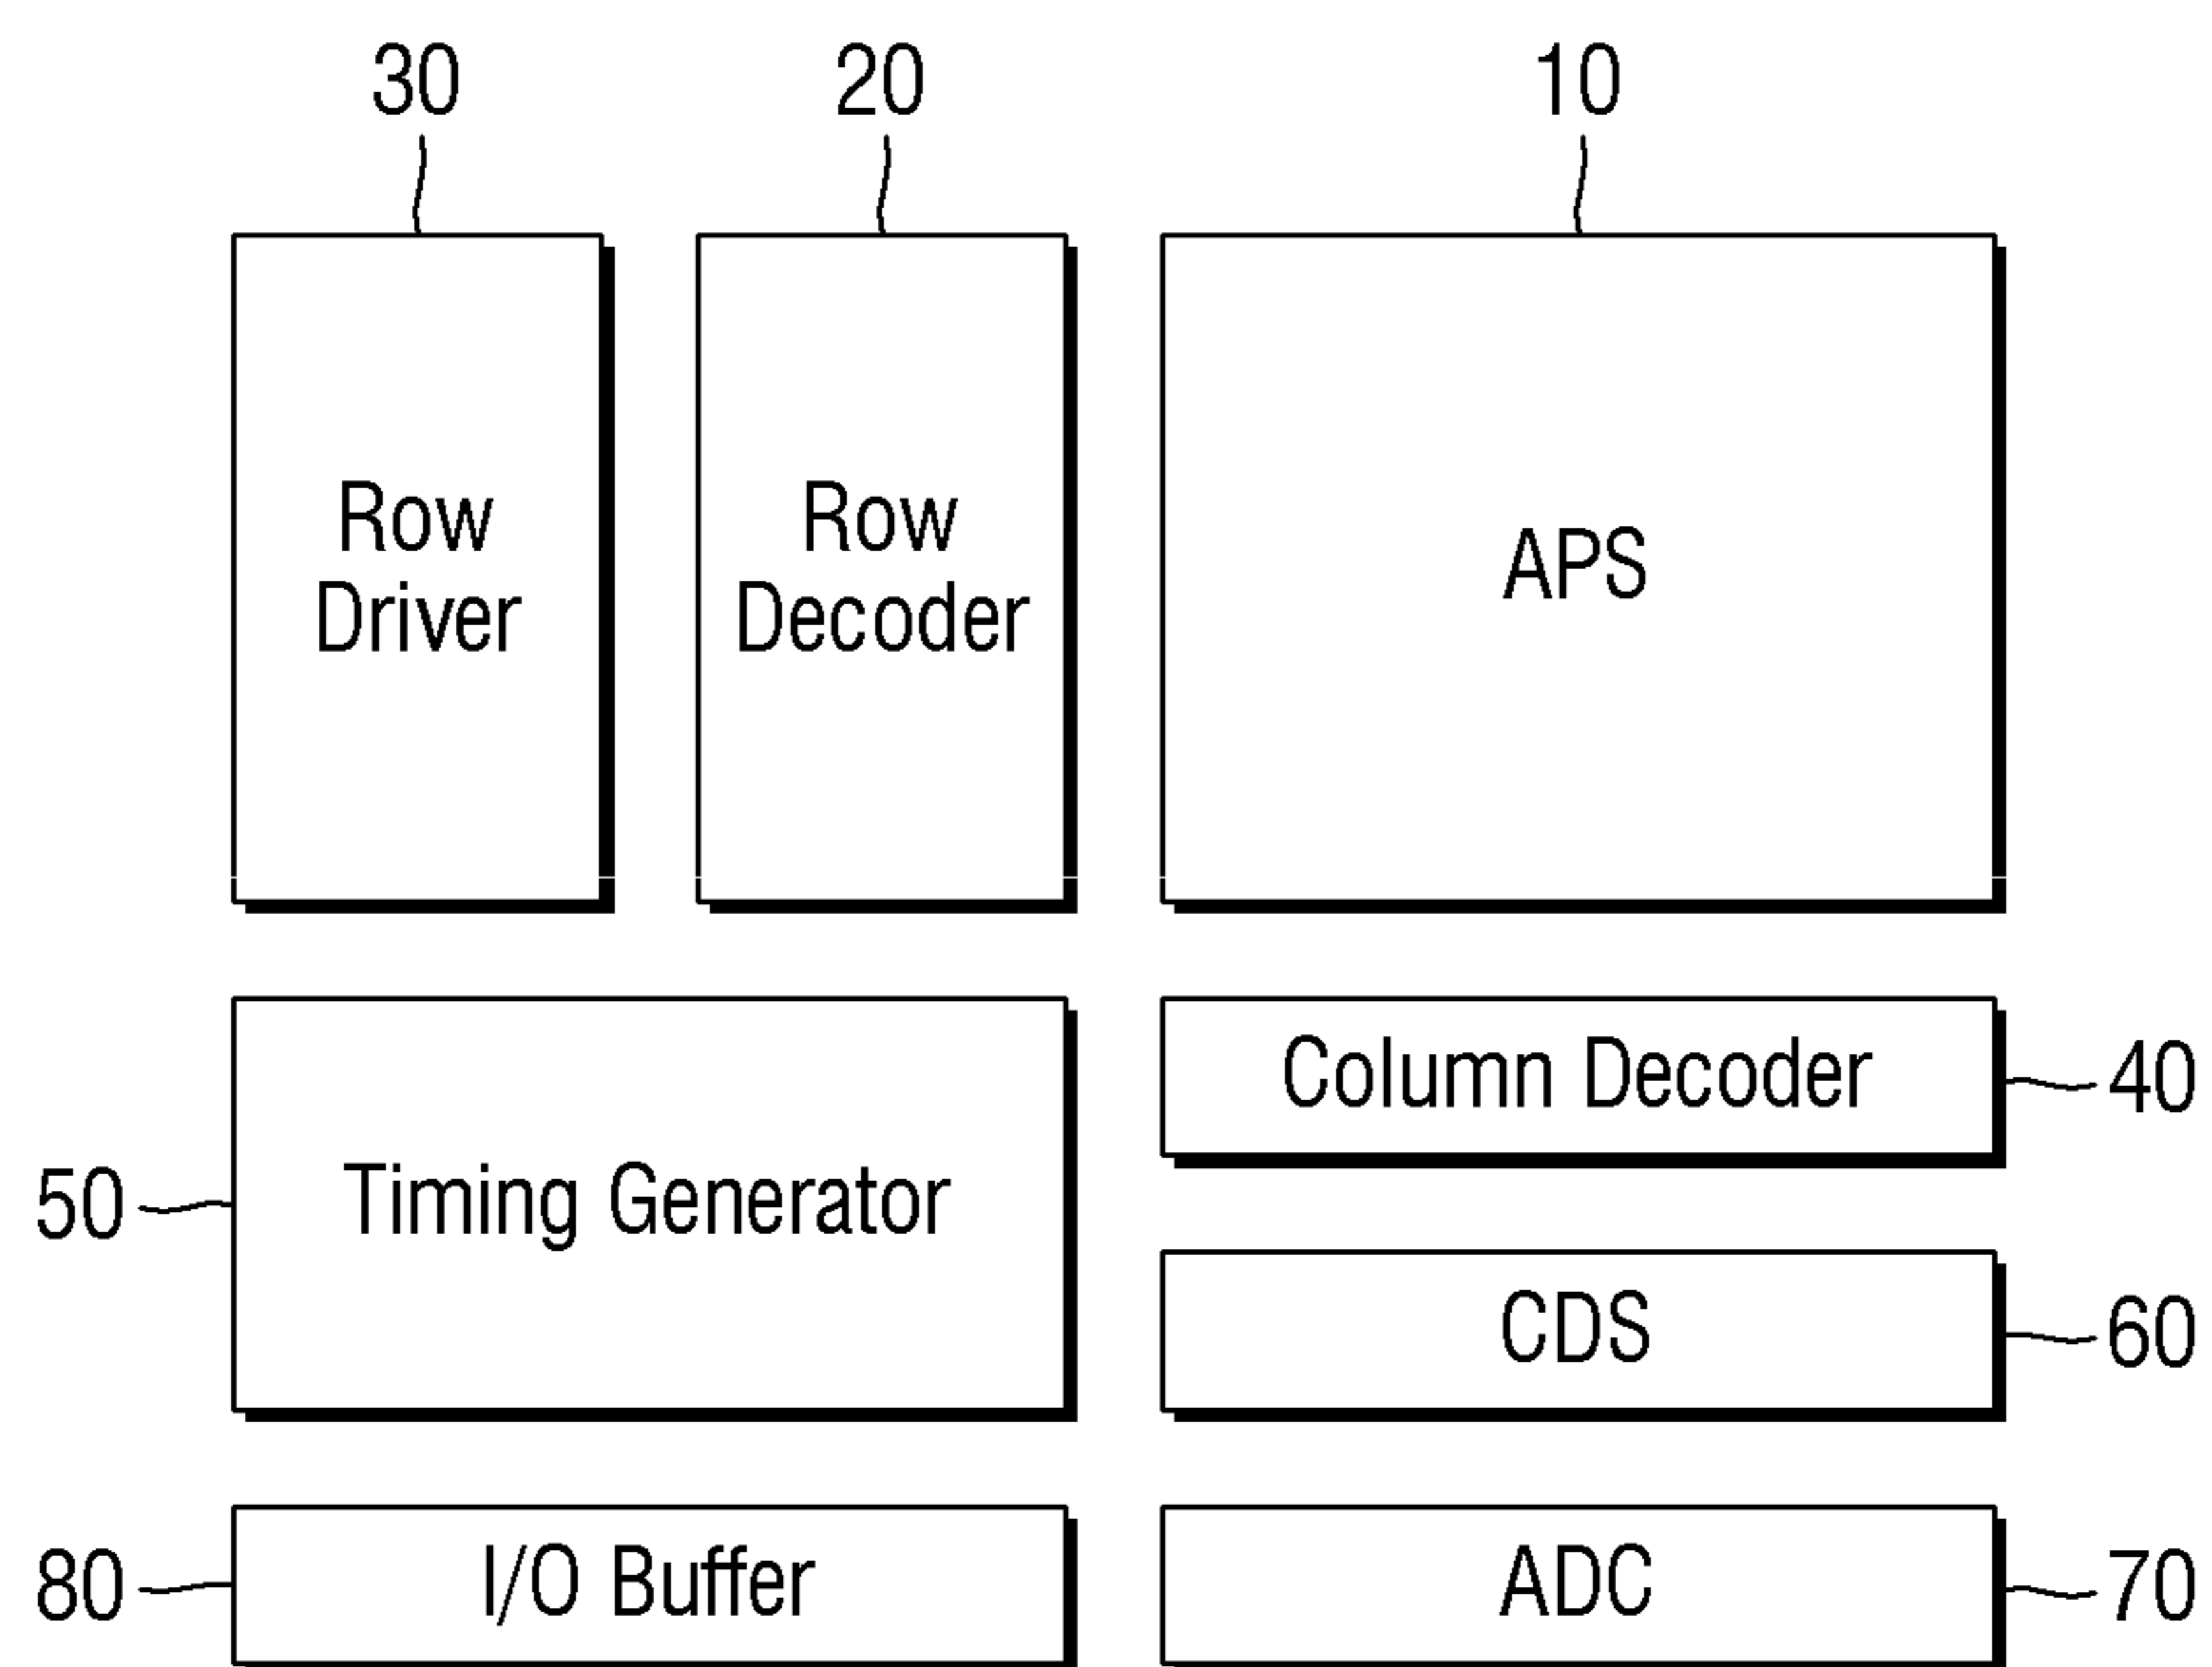 30
20
10
Row
Driver
Row
Decoder
APS
Column Decoder
40
50
Timing Generator
CDS
60
80
I/O Buffer
ADC
70